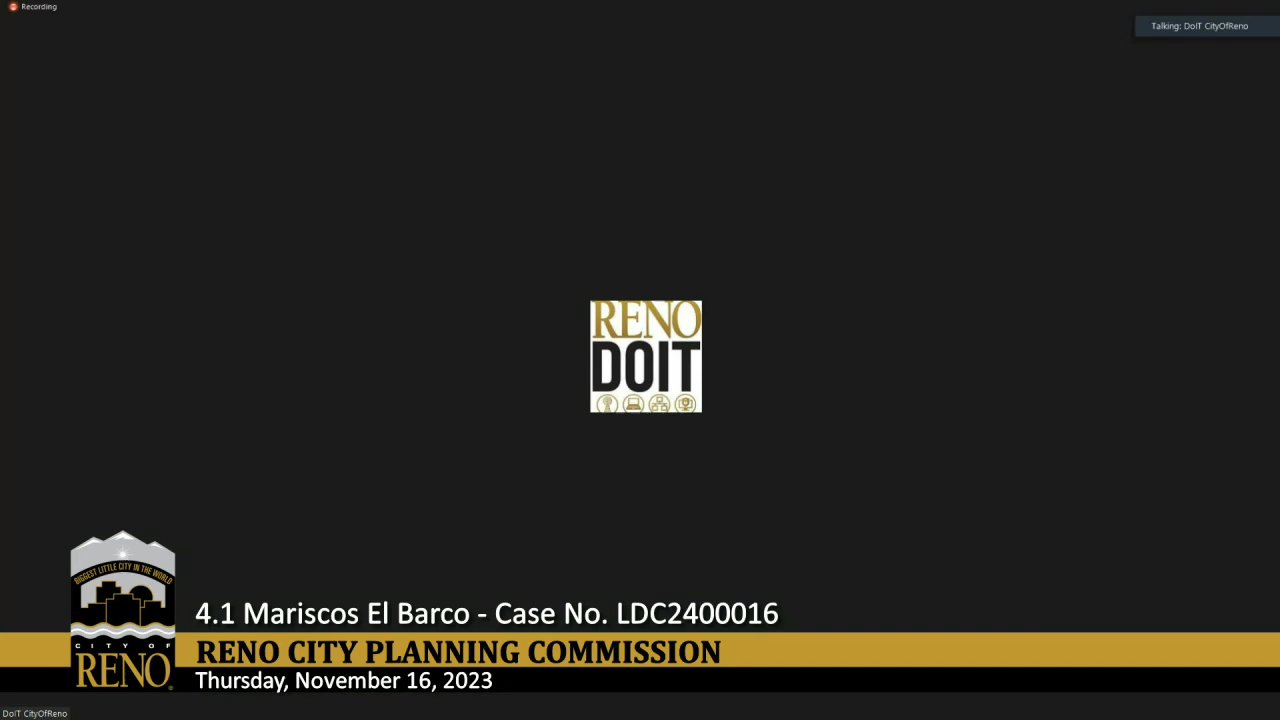 Recording
Talking: DoIT CityOfReno
RENO
DOIT
BIGGEST LITTLE CITY IN THE WORLD
CITY OF
RENO
4.1 Mariscos El Barco - Case No. LDC2400016
RENO CITY PLANNING COMMISSION
Thursday, November 16, 2023
DoIT CityOfReno